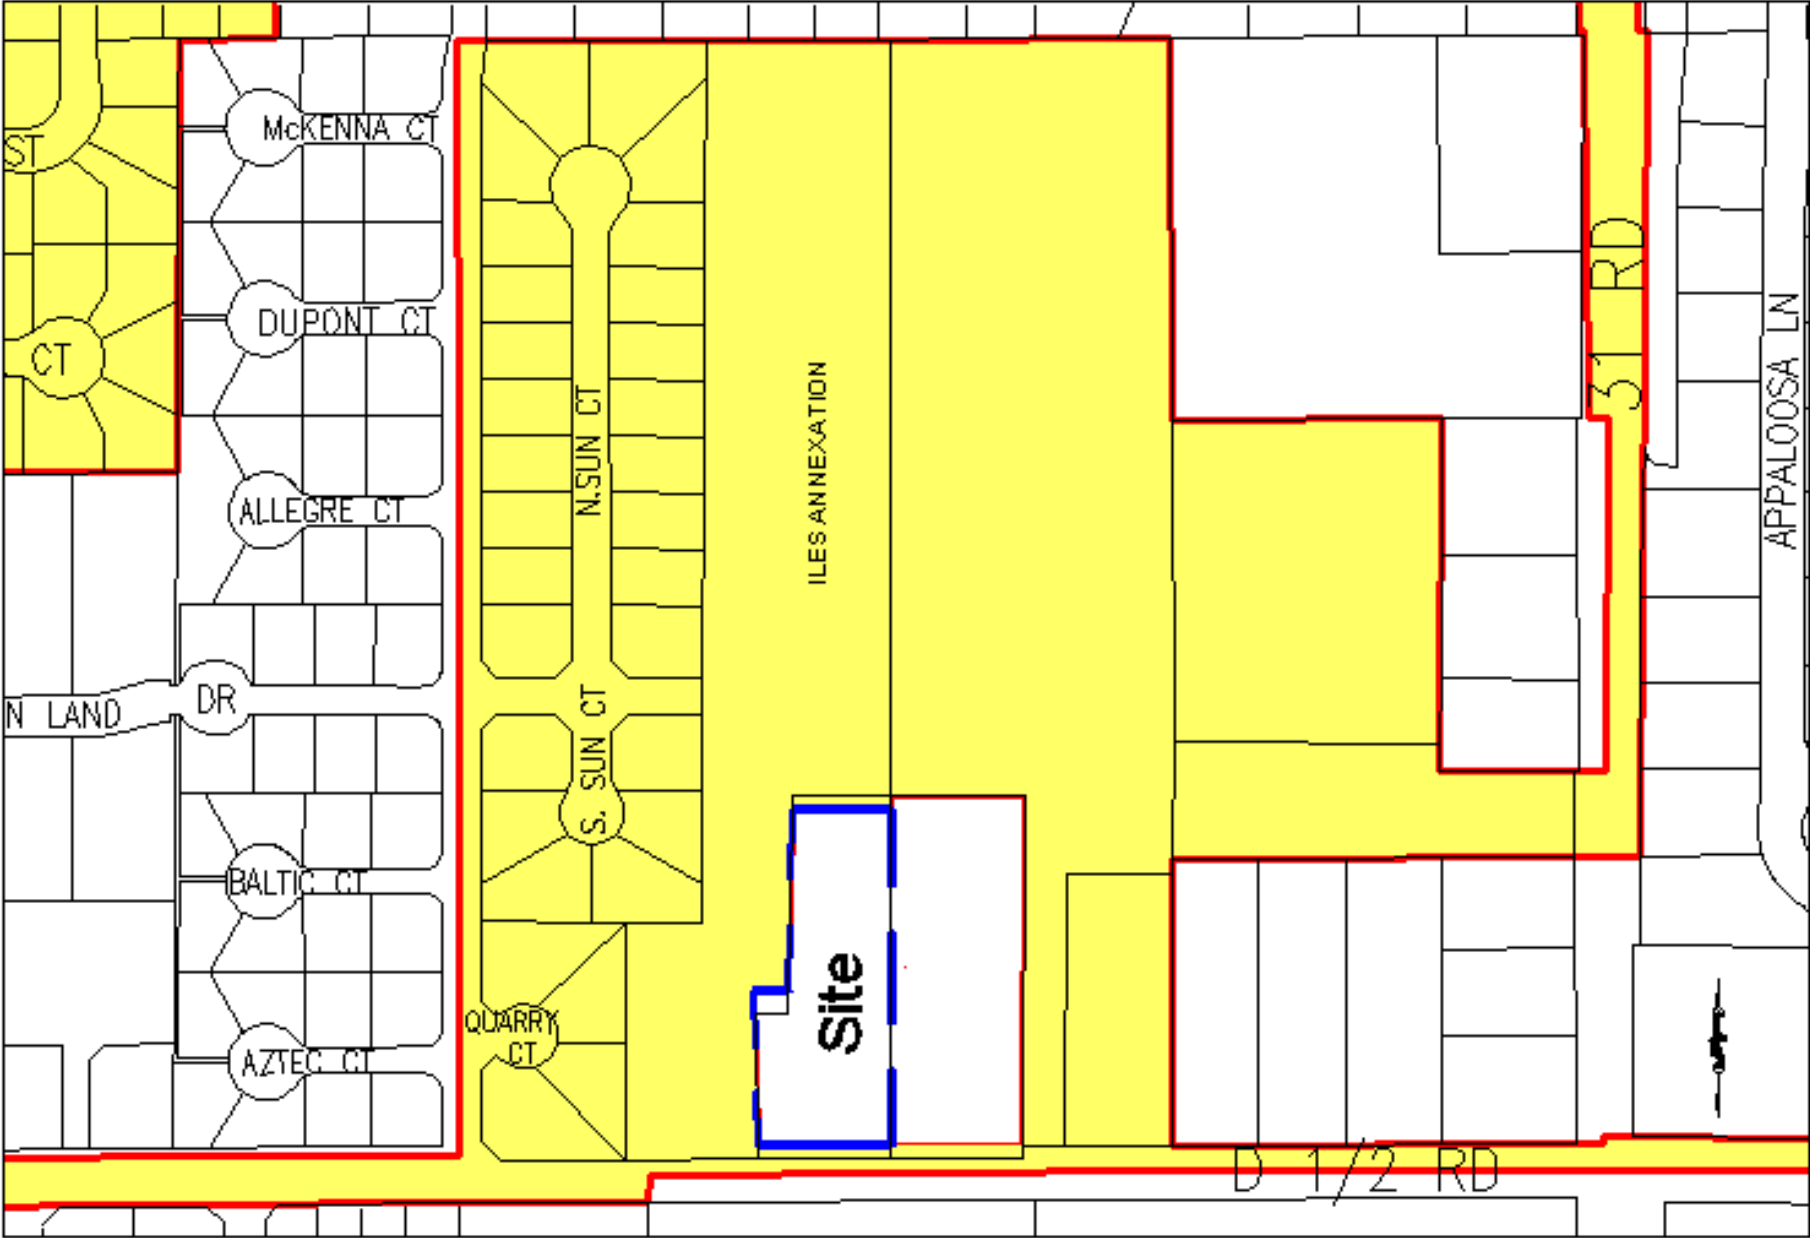 McKENNA CT
ST
31 RD
DUPONT CT
CT
APPALOOSA LN
ILES ANNEXATION
N.SUN CT
ALLEGRE CT
DR
N LAND
S. SUN CT
BALTIC CT
Site
QUARRY
CT
AZTEC CT
D 1/2 RD